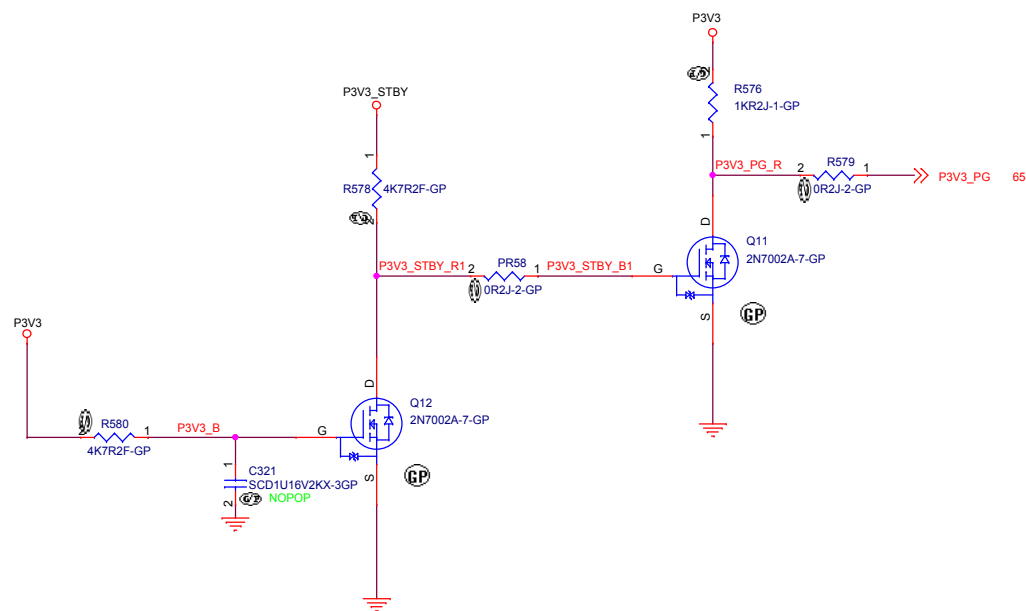 P3V3
R576
1KR2J-1-GP
1
P3V3_STBY
1
R578
4K7R2F-GP
2
P3V3_PG_R
2
R579
1
0R2J-2-GP
P3V3_PG
65
D
Q11
2N7002A-7-GP
G
S
GP
P3V3_STBY_R1
2
PR58
1
0R2J-2-GP
P3V3_STBY_B1
P3V3
2
R580
1
4K7R2F-GP
P3V3_B
G
D
Q12
2N7002A-7-GP
S
GP
1
C321
SCD1U16V2KX-3GP
2
NOPOP